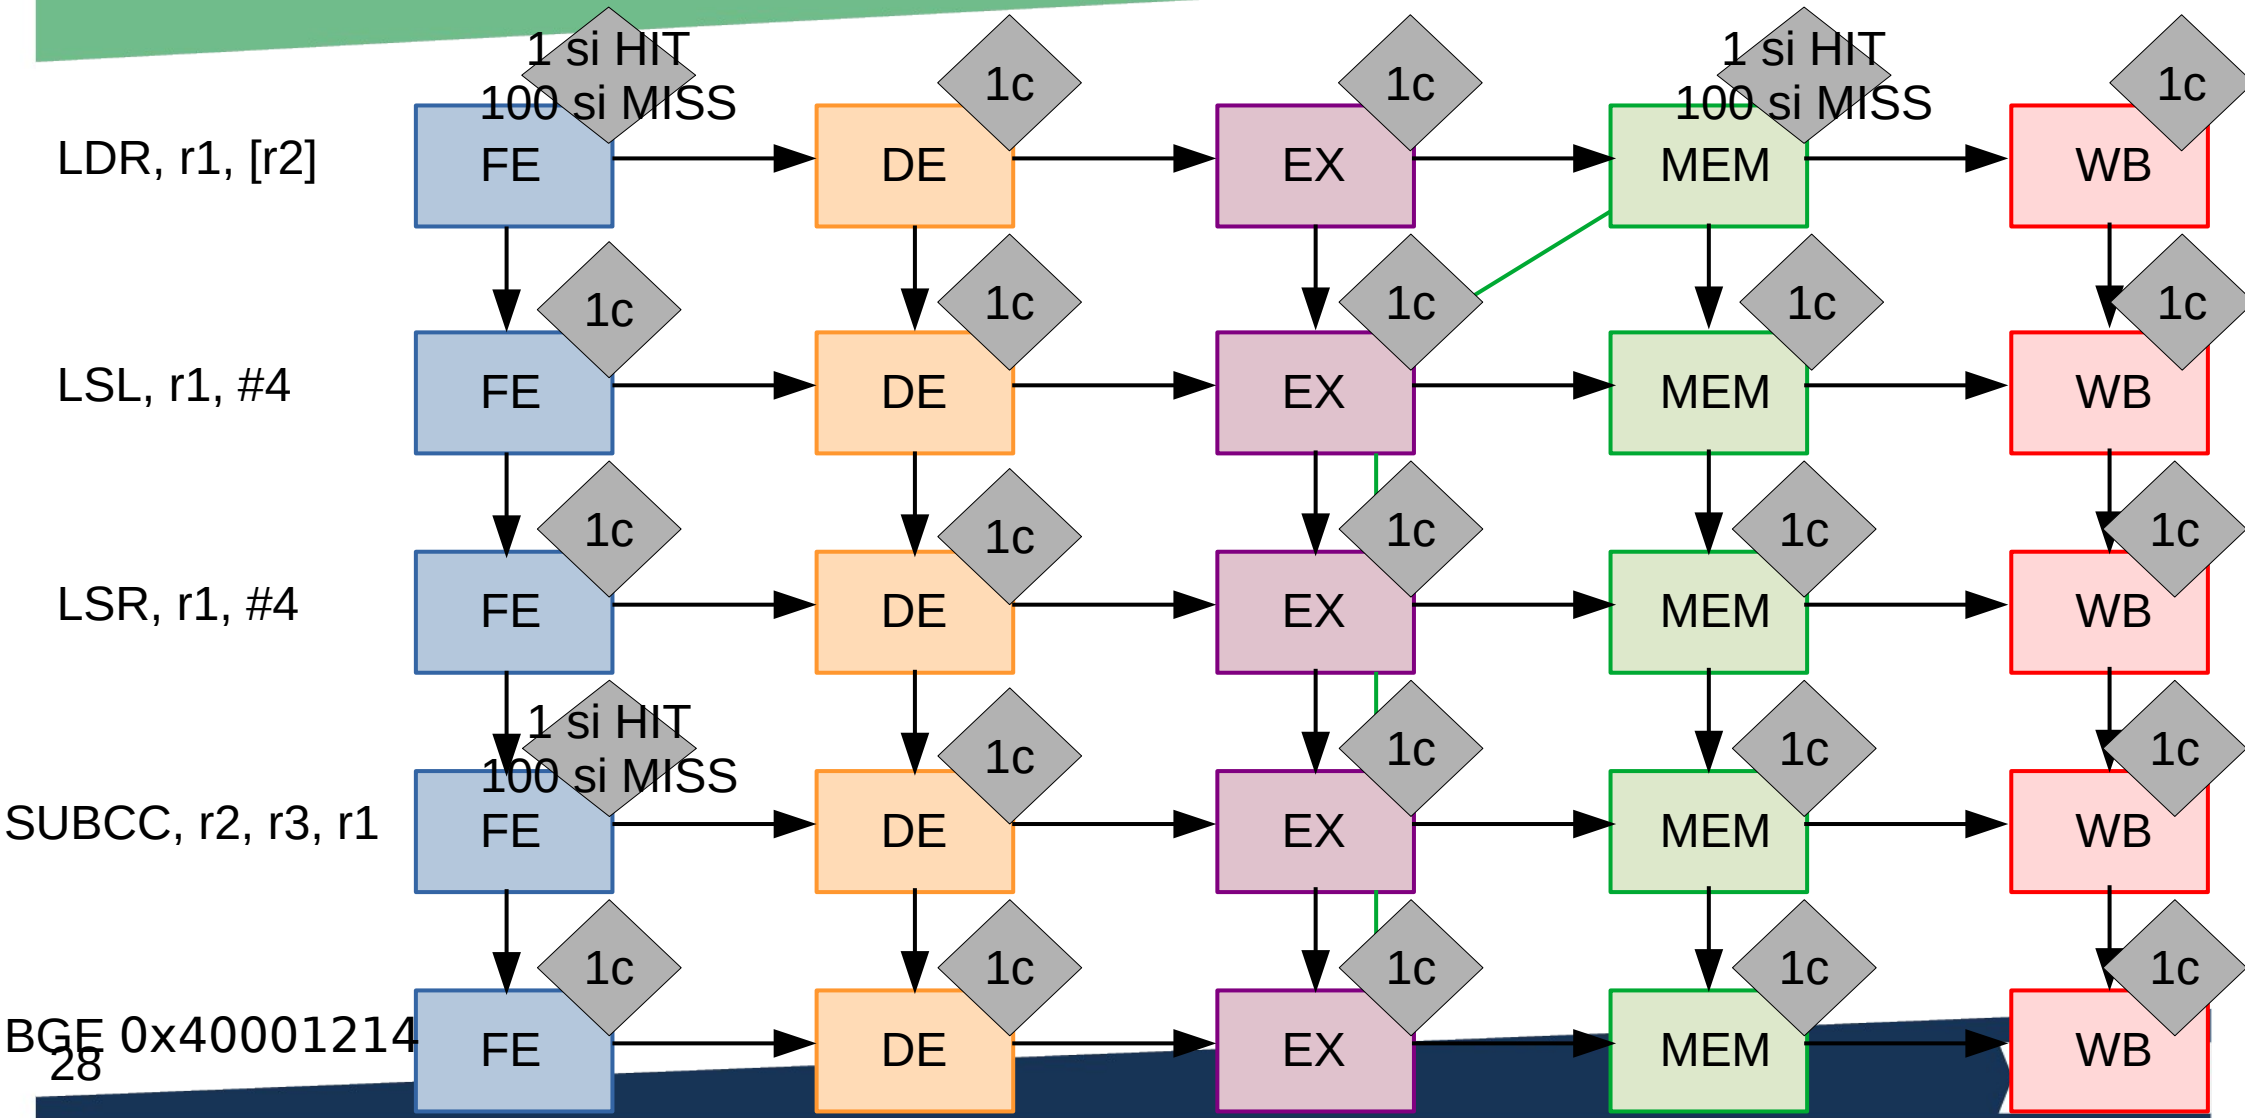 1 si HIT
100 si MISS
1c
1c
1 si HIT
100 si MISS
1c
LDR, r1, [r2]
FE
DE
EX
MEM
WB
1c
1c
1c
1c
1c
LSL, r1, #4
FE
DE
EX
MEM
WB
1c
1c
1c
1c
1c
LSR, r1, #4
FE
DE
EX
MEM
WB
1 si HIT
100 si MISS
1c
1c
1c
1c
SUBCC, r2, r3, r1
FE
DE
EX
MEM
WB
1c
1c
1c
1c
1c
BGE 0x40001214
FE
DE
EX
MEM
WB
28